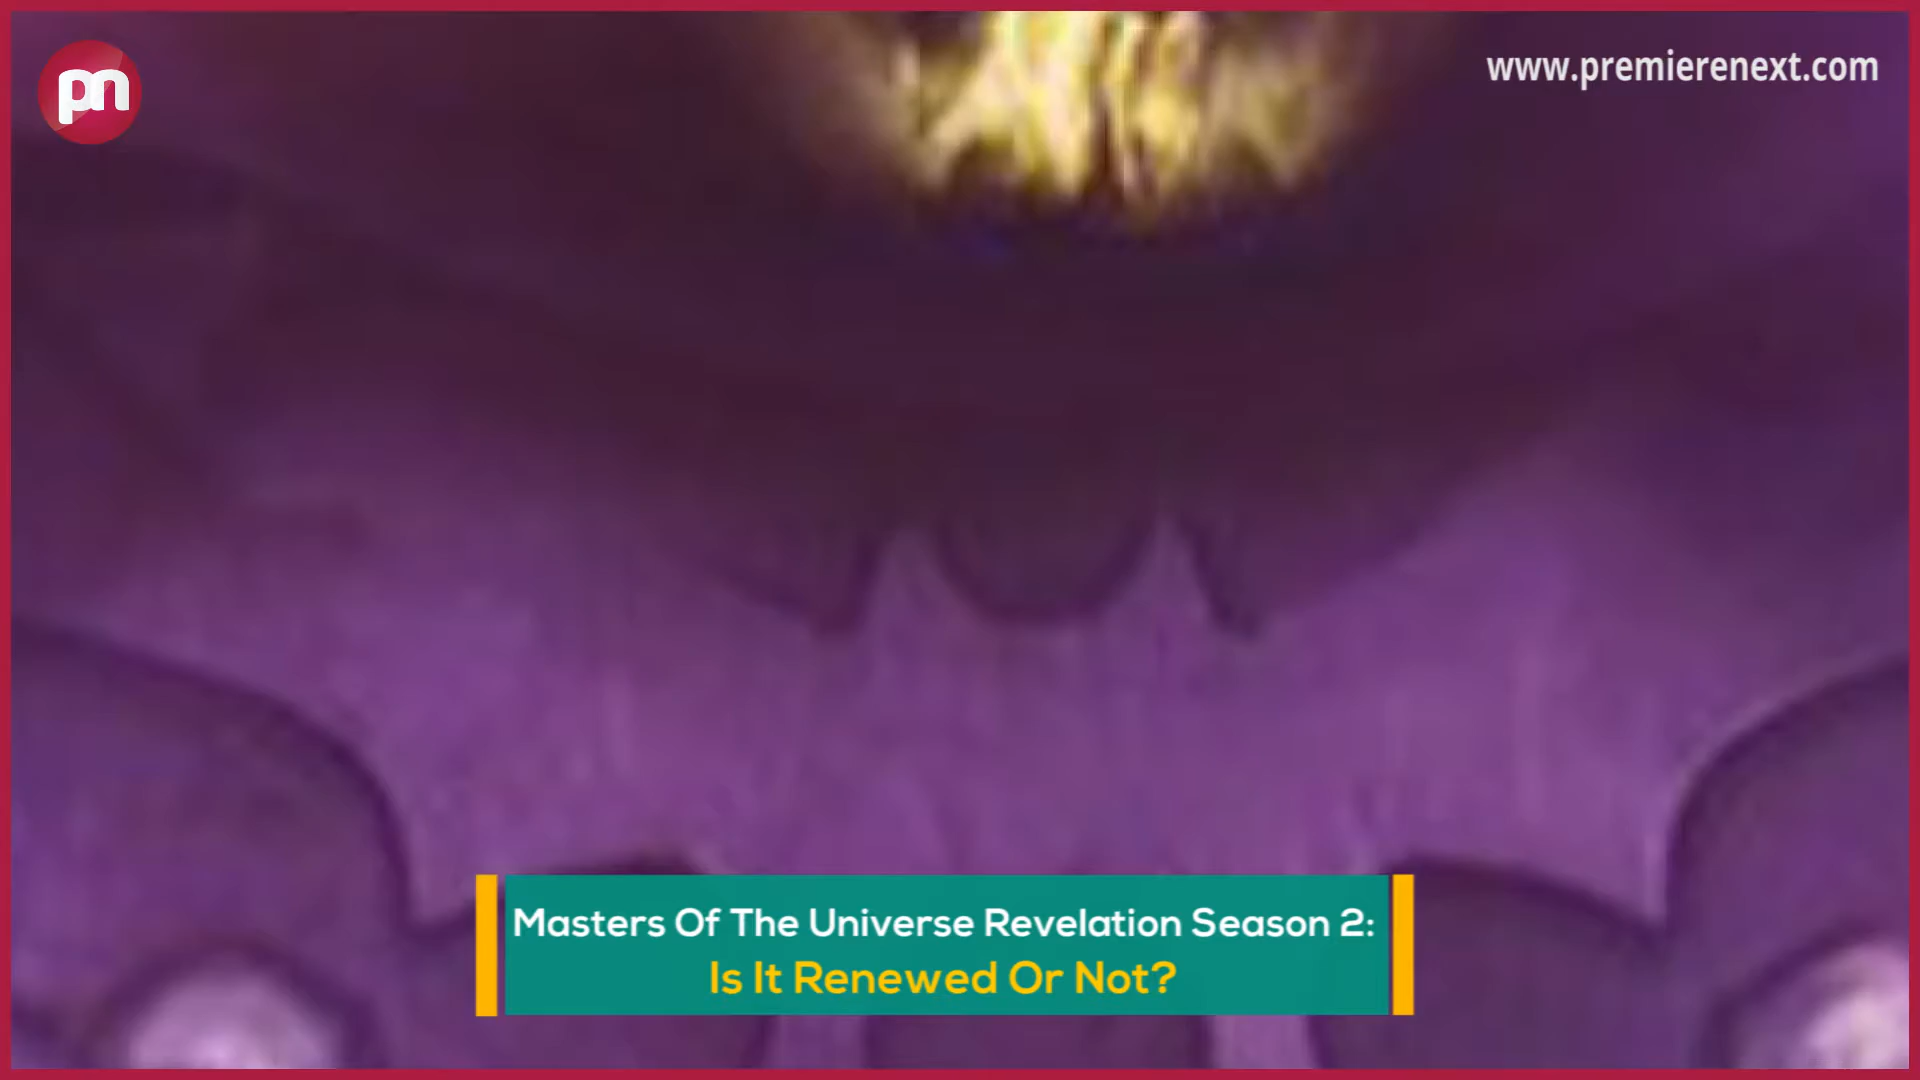 pn
www.premierenext.com
Masters Of The Universe Revelation Season 2:
Is It Renewed Or Not?